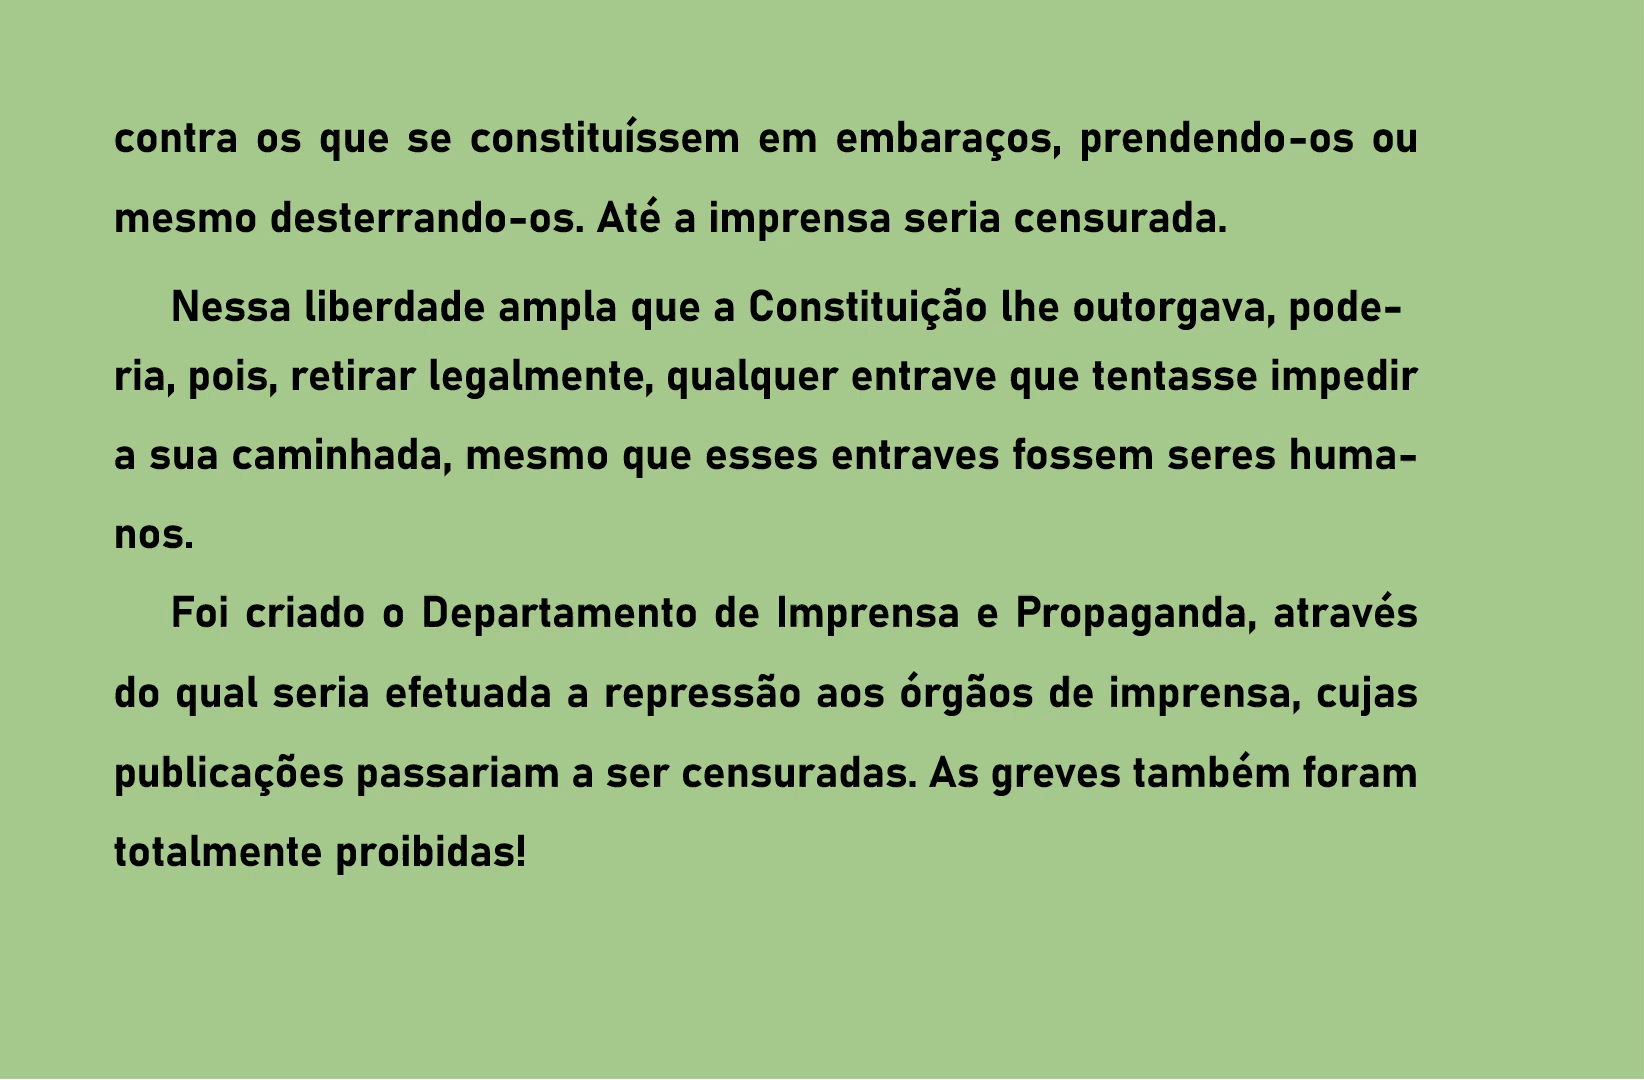 contra os que se constituíssem em embaraços, prendendo-os ou
mesmo desterrando-os. Até a imprensa seria censurada.
Nessa liberdade ampla que a Constituição lhe outorgava, pode-
ria, pois, retirar legalmente, qualquer entrave que tentasse impedir
a sua caminhada, mesmo que esses entraves fossem seres huma-
nos.
Foi criado o Departamento de Imprensa e Propaganda, através
do qual seria efetuada a repressão aos órgãos de imprensa, cujas
publicações passariam a ser censuradas. As greves também foram
totalmente proibidas!